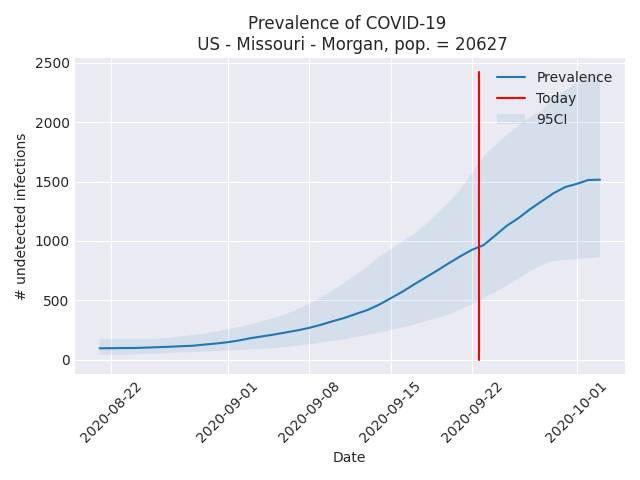 Prevalence of COVID-19
US - Missouri - Morgan, pop. = 20627
Prevalence
Today
95CI
# undetected infections
2500
2000
1500
1000
500
0
2020-08-22
2020-09-01
2020-09-08
2020-09-15
2020-09-22
2020-10-01
Date